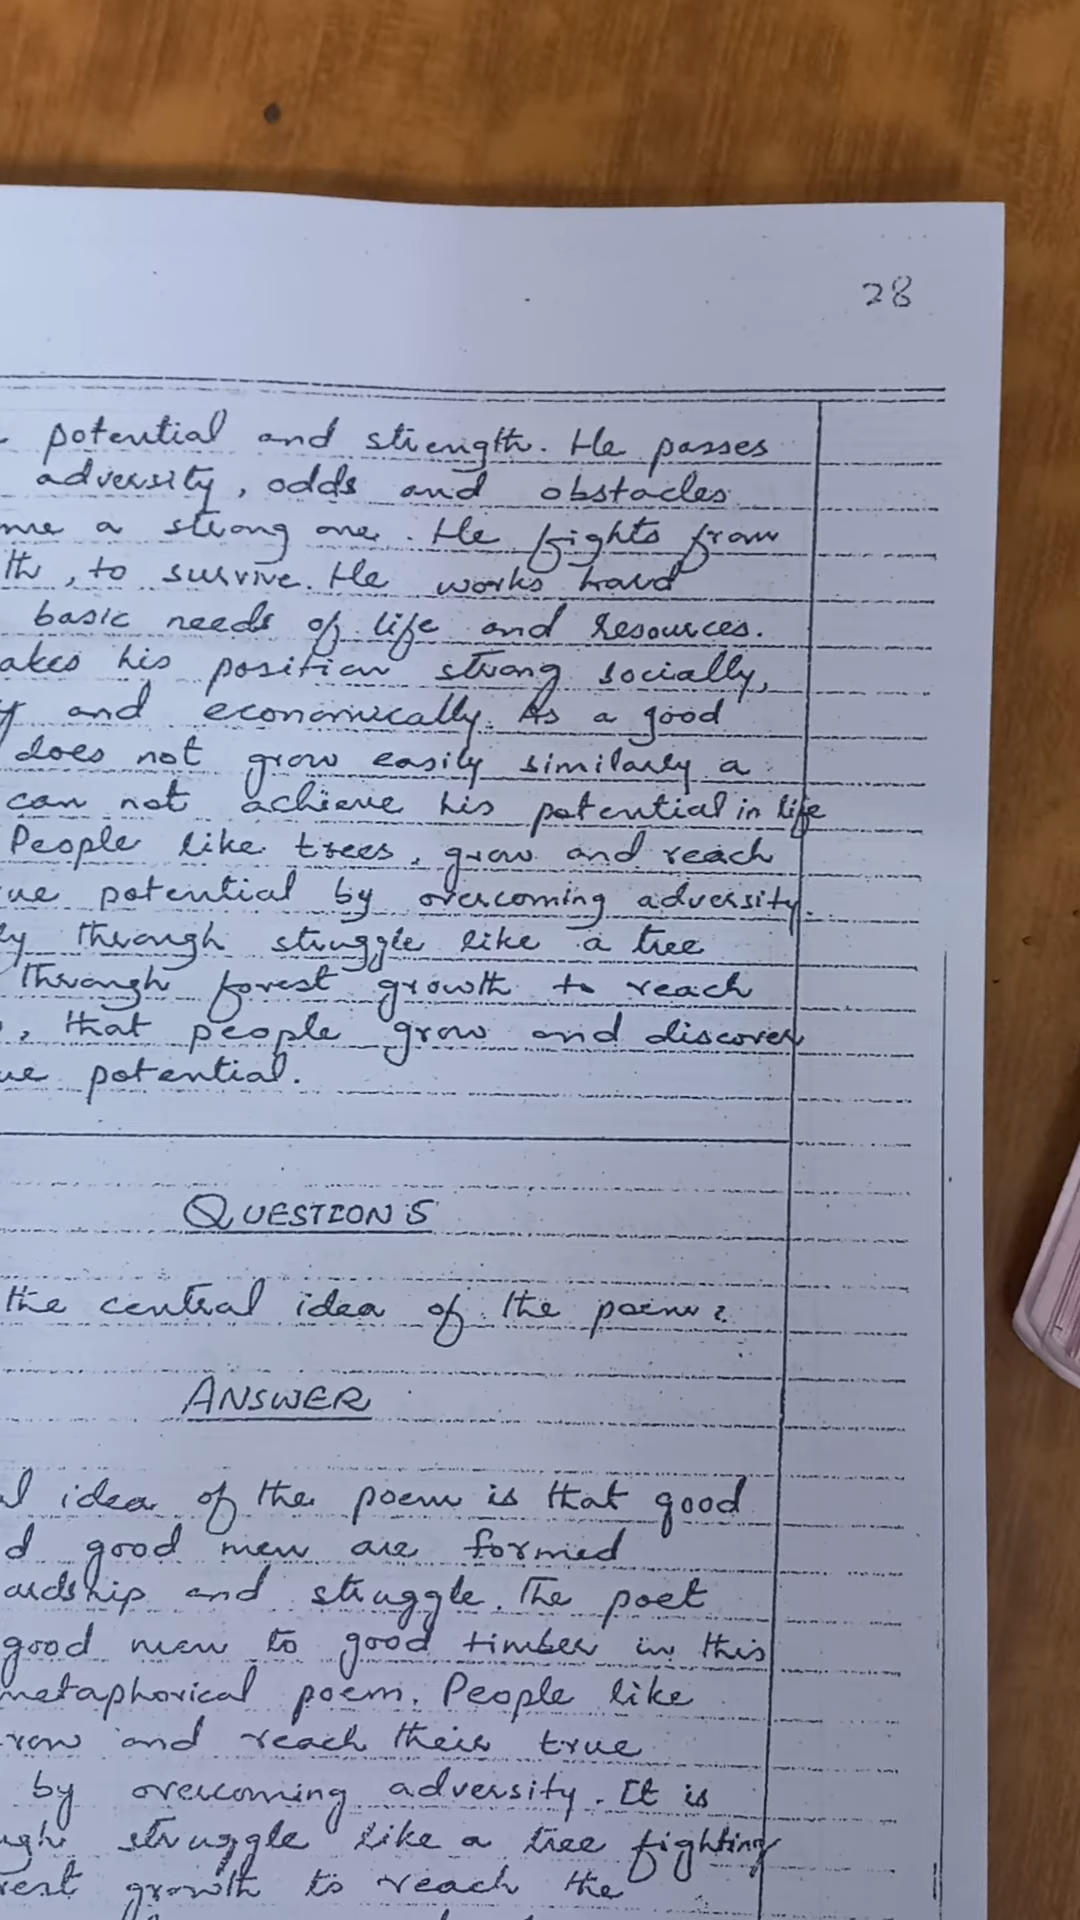 28
potential and strength. He passes
adversity, odds and obstacles
me a strong one. He fights from
th, to survive. He works hard
basic needs of life and resources.
akes his position strong socially,
y and economically. As a good
does not grow easily similarly a
can not achieve his potential in life
People like trees, grow and reach
ue potential by overcoming adversity.
ly through struggle like a tree
through forest growth to reach
, that people grow and discover
ue potential.
QUESTION 5
the central idea of the poem?
ANSWER
al idea of the poem is that good
d good men are formed
ardship and struggle. The poet
good men to good timber in this
metaphorical poem. People like
row and reach their true
by overcoming adversity. It is
ugh struggle like a tree fighting
rest growth to reach the